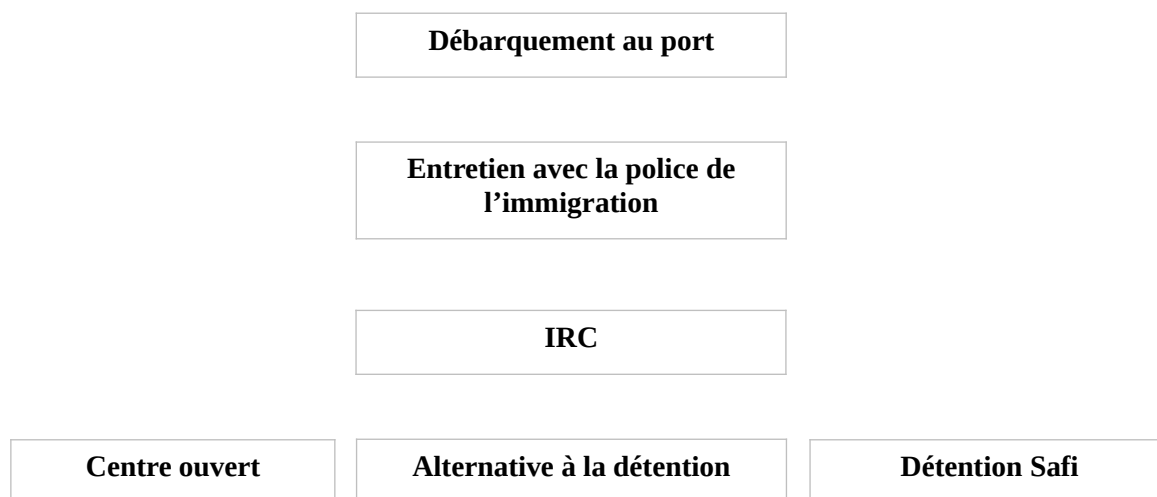 Débarquement au port
Entretien avec la police de
l’immigration
IRC
Centre ouvert
Alternative à la détention
Détention Safi